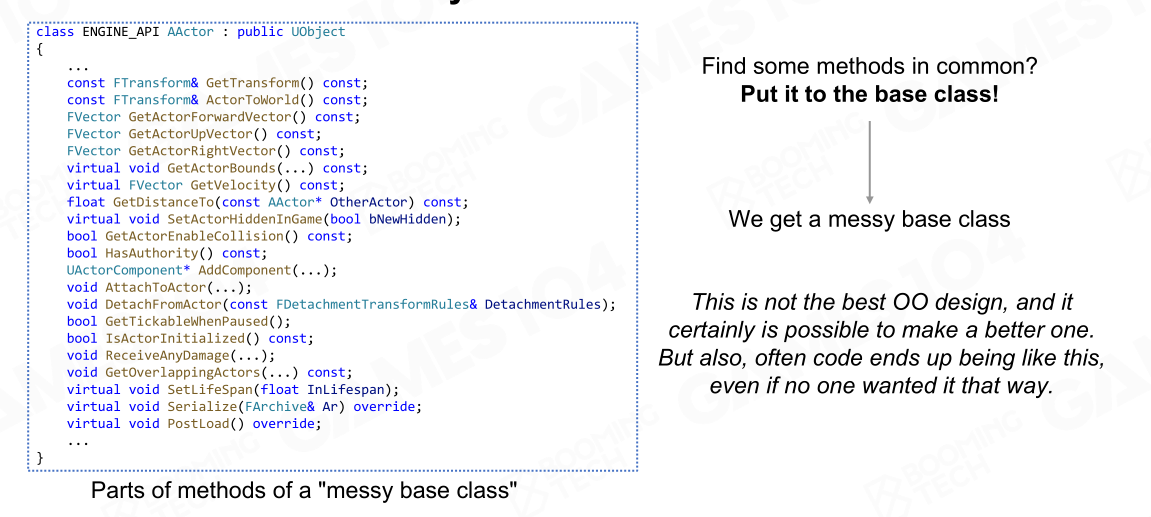 class ENGINE_API AActor : public UObject
{
...
const FTransform& GetTransform() const;
const FTransform& ActorToWorld() const;
FVector GetActorForwardVector() const;
FVector GetActorUpVector() const;
FVector GetActorRightVector() const;
virtual void GetActorBounds(...) const;
virtual FVector GetVelocity() const;
float GetDistanceTo(const AActor* OtherActor) const;
virtual void SetActorHiddenInGame(bool bNewHidden);
bool GetActorEnableCollision() const;
bool HasAuthority() const;
UActorComponent* AddComponent(...);
void AttachToActor(...);
void DetachFromActor(const FDetachmentTransformRules& DetachmentRules);
bool GetTickableWhenPaused();
bool IsActorInitialized() const;
void ReceiveAnyDamage(...);
void GetOverlappingActors(...) const;
virtual void SetLifeSpan(float InLifespan);
virtual void Serialize(FArchive& Ar) override;
virtual void PostLoad() override;
...
}
Parts of methods of a "messy base class"
Find some methods in common?
Put it to the base class!
We get a messy base class
This is not the best OO design, and it
certainly is possible to make a better one.
But also, often code ends up being like this,
even if no one wanted it that way.
BOOMING
TECH
GAMES104